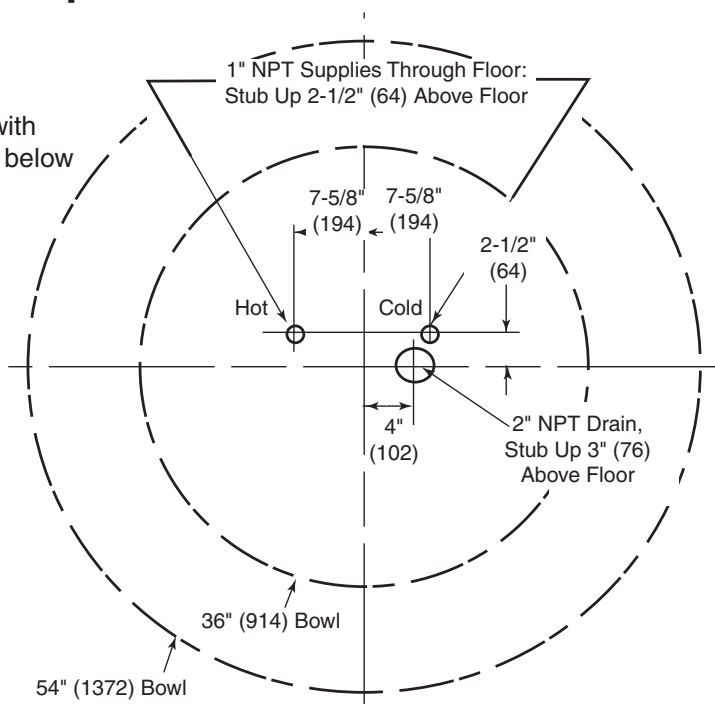 1" NPT Supplies Through Floor:
Stub Up 2-1/2" (64) Above Floor
with
below
7-5/8" 7-5/8"
(194) (194)
2-1/2"
(64)
Hot Cold
4"
(102)
2" NPT Drain,
Stub Up 3" (76)
Above Floor
36" (914) Bowl
54" (1372) Bowl